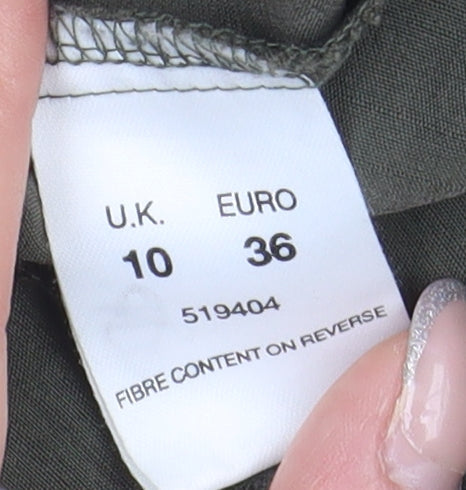 U.K. EURO
10 36
519404
FIBRE CONTENT ON REVERSE